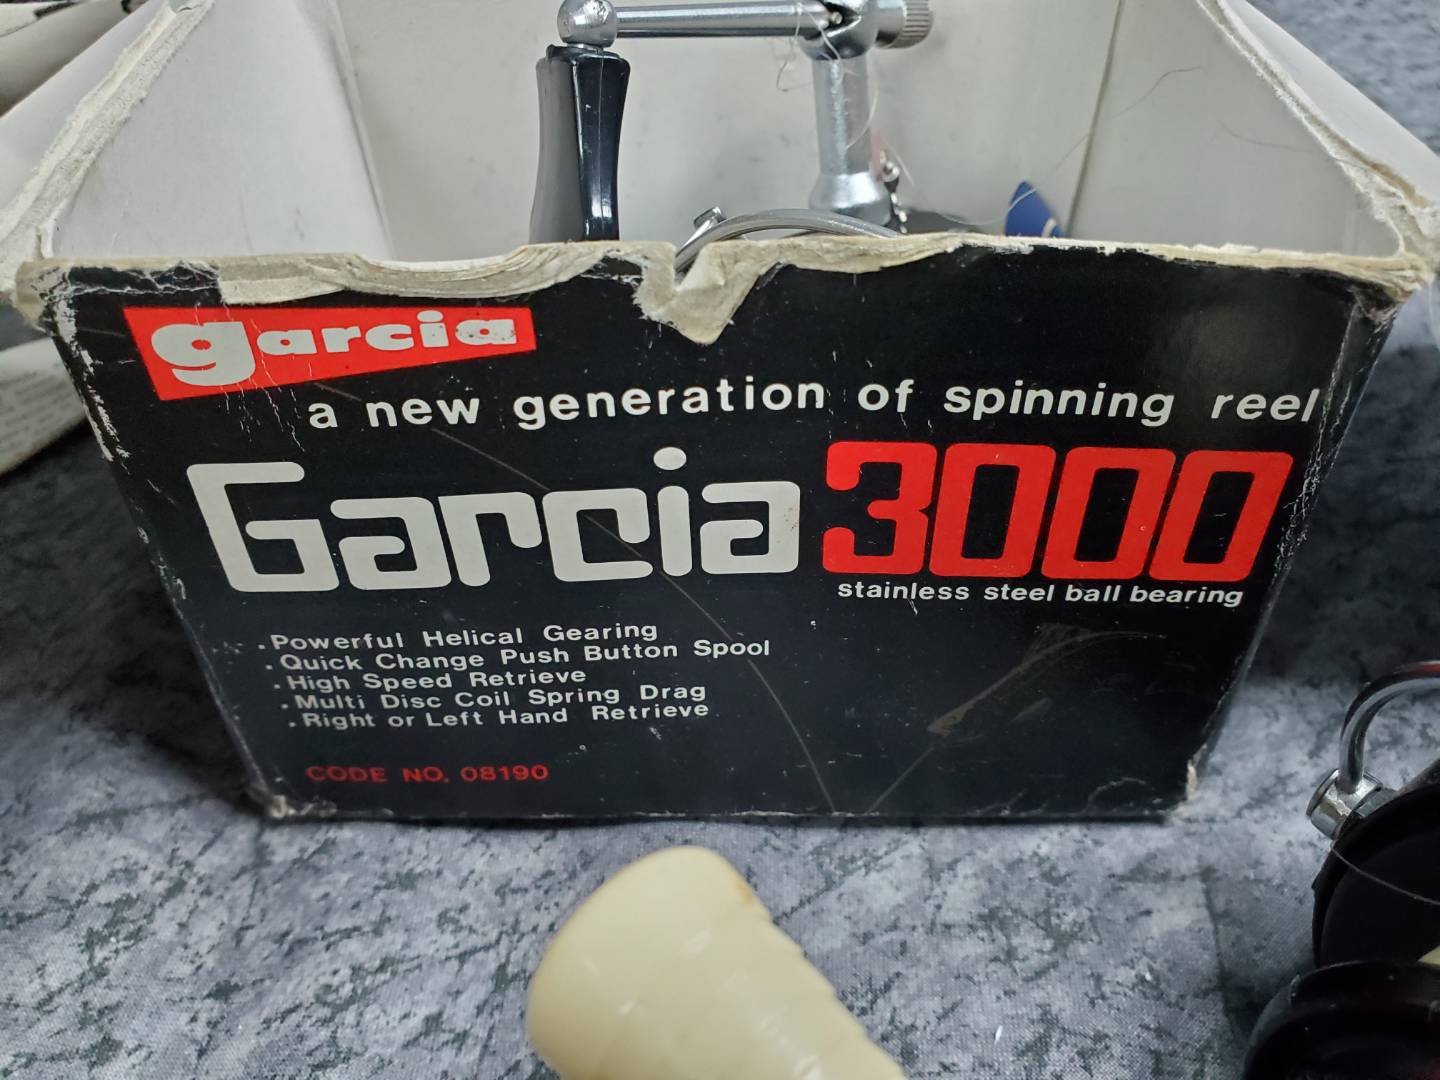 garcia
a new generation of spinning reel
Garcia 3000
stainless steel ball bearing
. Powerful Helical Gearing
. Quick Change Push Button Spool
. High Speed Retrieve
. Multi Disc Coil Spring Drag
. Right or Left Hand Retrieve
CODE NO. 08190